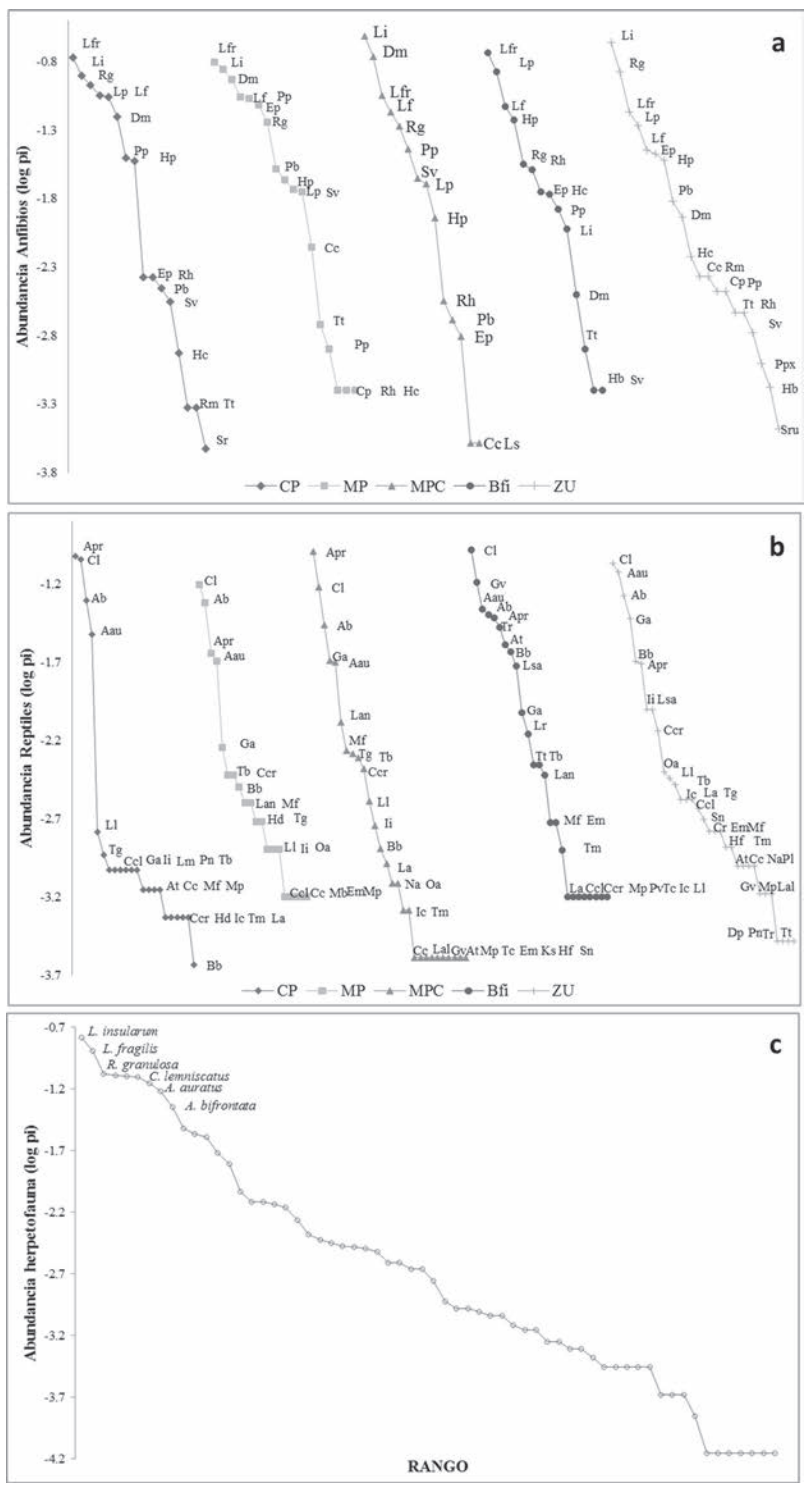 a
Abundancia Anfibios (log pi)
-0.8
-1.3
-1.8
-2.3
-2.8
-3.3
-3.8
Lfr
Li
Rg
Lp Lf
Dm
Pp Hp
Ep Rh
Pb
Sv
Hc
Rm Tt
Sr
Lfr
Li
Dm
Lf Pp
Ep
Rg
Pb
Hp
Lp Sv
Cc
Tt
Pp
Cp Rh Hc
Li
Dm
Lfr
Lf
Rg
Pp
Sv
Lp
Hp
Rh
Pb
Ep
Cc Ls
Lfr
Lp
Lf
Hp
Rg Rh
Ep Hc
Pp
Li
Dm
Tt
Hb Sv
Li
Rg
Lfr
Lp
Lf
Ep
Hp
Pb
Dm
Hc
Cc Rm
Cp Pp
Tt Rh
Sv
Ppx
Hb
Sru
CP MP MPC Bfi ZU
b
Abundancia Reptiles (log pi)
-1.2
-1.7
-2.2
-2.7
-3.2
-3.7
Apr
Cl
Ab
Aau
Ll
Tg
Ccl Ga Ii Lm Pn Tb
At Cc Mf Mp
Ccr Hd Ic Tm La
Bb
Cl
Ab
Apr
Aau
Ga
Tb Ccr
Bb
Lan Mf
Hd Tg
Ll Ii Oa
Ccl Cc Mb Em Mp
Apr
Cl
Ab
Ga Aau
Lan
Mf
Tg Tb
Ccr
Ll
Ii
Bb
La
Na Oa
Ic Tm
Cc Lal Gv At Mp Tc Em Ks Hf Sn
Cl
Gv
Aau
Ab
Apr
Tr
At
Bb
Lsa
Ga
Lr
Tt Tb
Lan
Mf Em
Tm
La Ccl Ccr Mp Pv Tc Ic Ll
Cl
Aau
Ab
Ga
Bb
Apr
Ii Lsa
Ccr
Oa
Ll
Tb
Ic La Tg
Ccl
Sn
Cr Em Mf
Hf Tm
At Cc Na Pl
Gv Mp Lal
Dp Pn Tr Tt
CP MP MPC Bfi ZU
c
Abundancia herpetofauna (log pi)
-0.7
-1.2
-1.7
-2.2
-2.7
-3.2
-3.7
-4.2
L. insularum
L. fragilis
R. granulosa
C. lemniscatus
A. auratus
A. bifrontata
RANGO